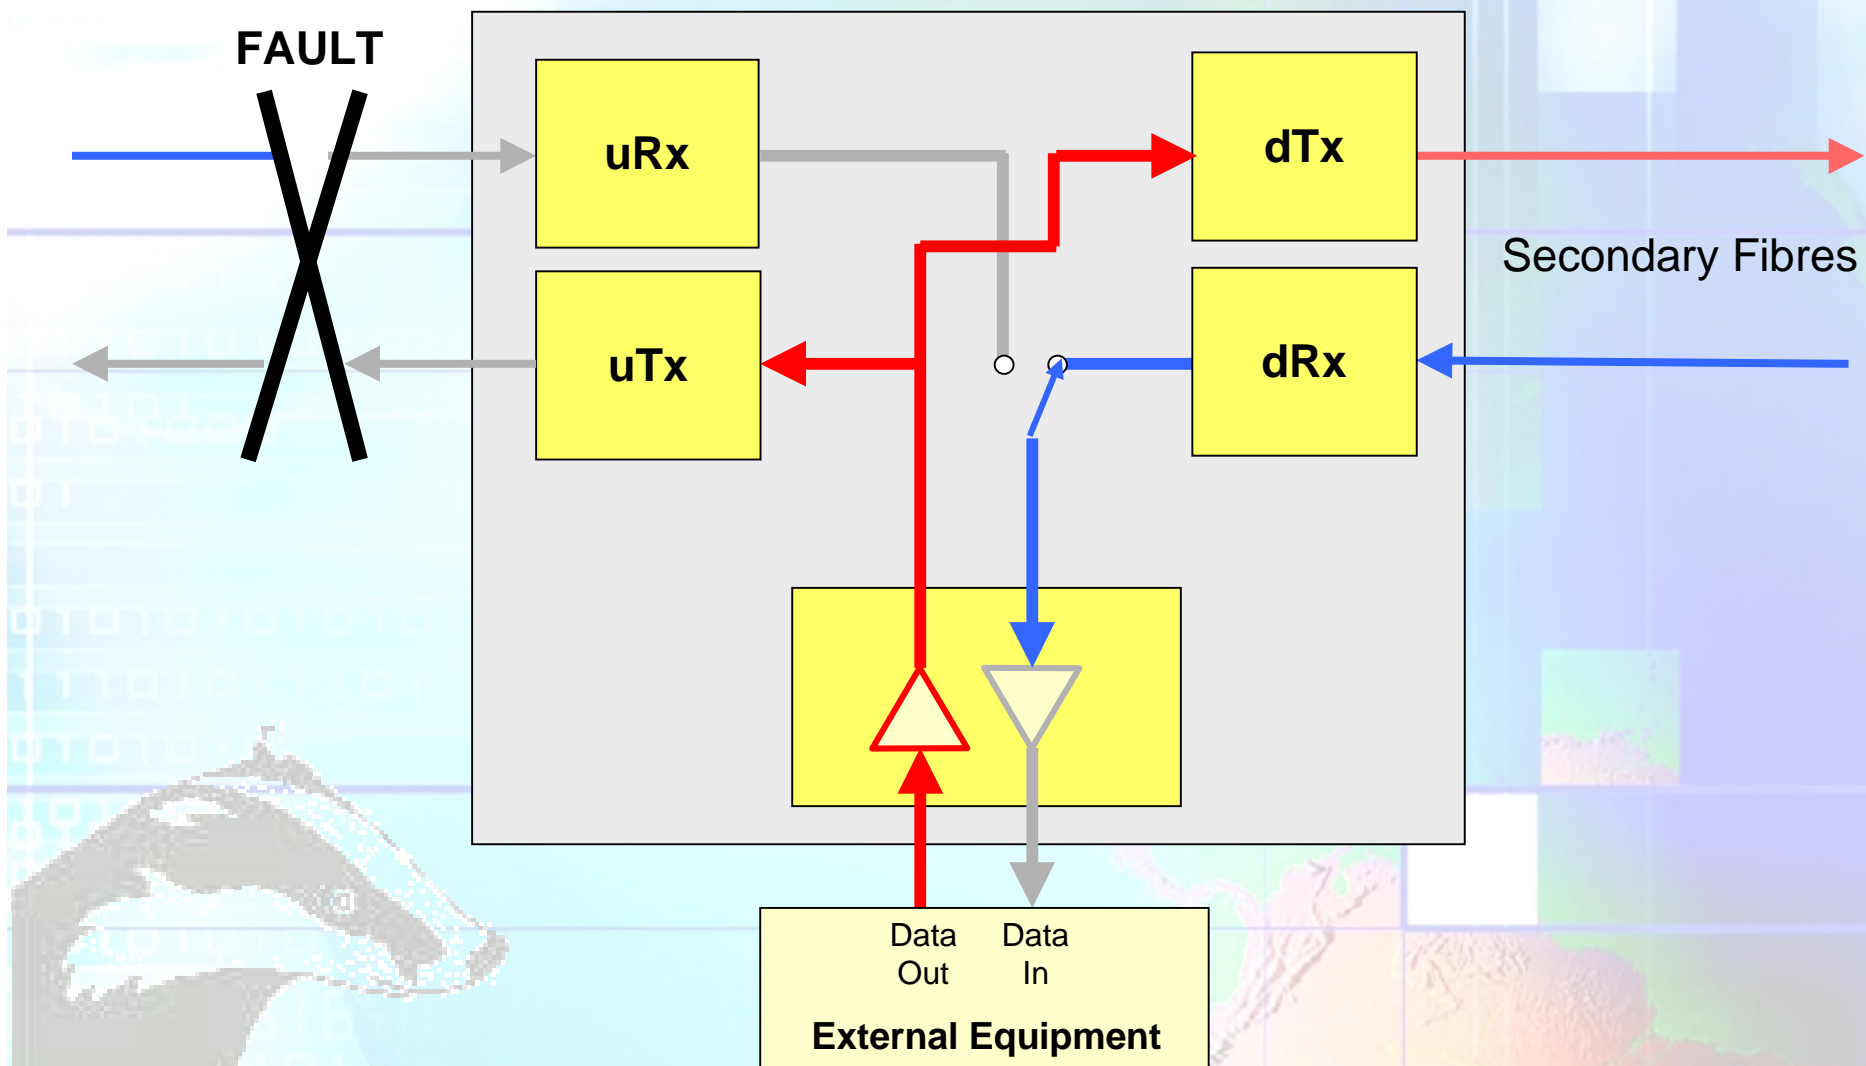 FAULT
uRx
dTx
Secondary Fibres
uTx
dRx
Data Out
Data In
External Equipment